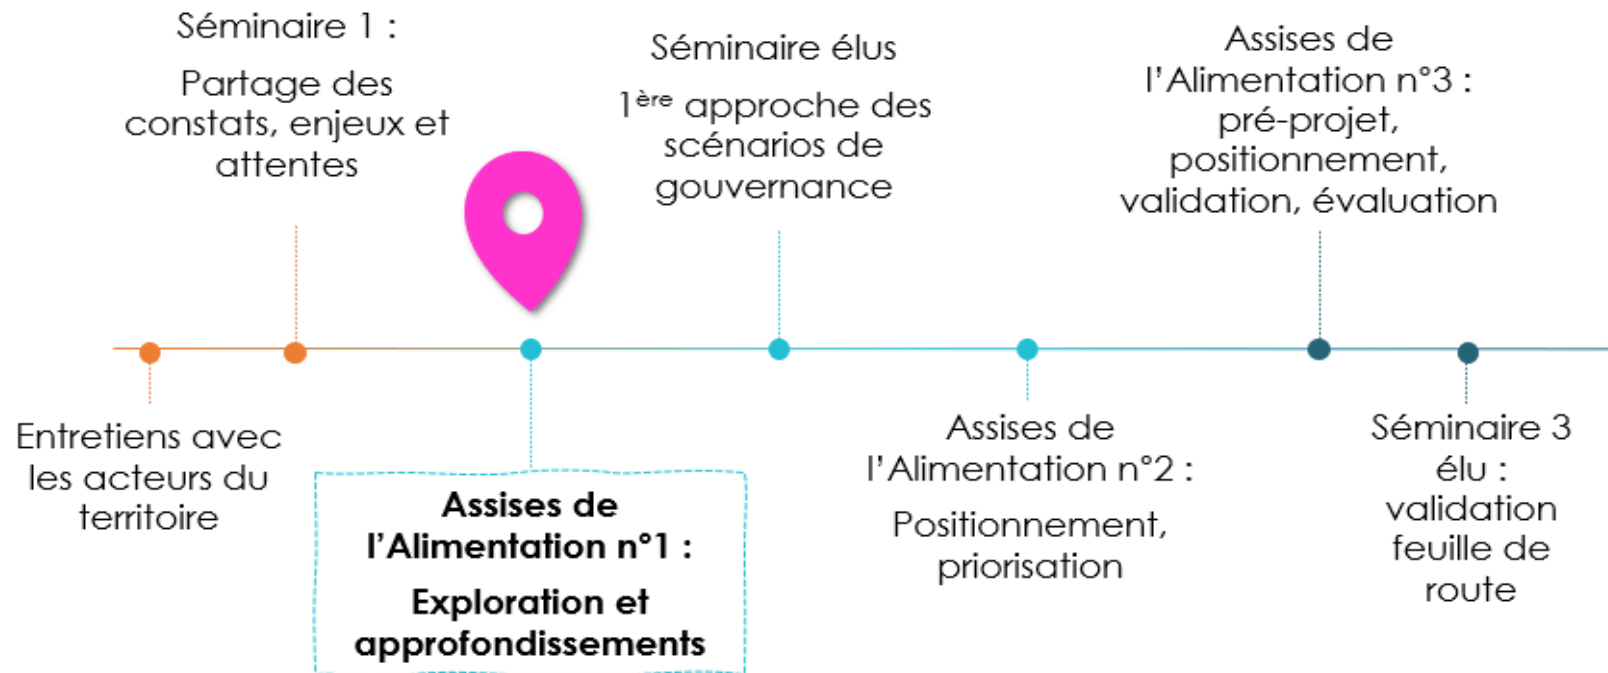 Séminaire 1 :
Partage des
constats, enjeux et
attentes
Séminaire élus
1ère approche des
scénarios de
gouvernance
Assises de
l'Alimentation n°3 :
pré-projet,
positionnement,
validation, évaluation
Entretiens avec
les acteurs du
territoire
Assises de
l'Alimentation n°1 :
Exploration et
approfondissements
Assises de
l'Alimentation n°2 :
Positionnement,
priorisation
Séminaire 3
élu :
validation
feuille de
route